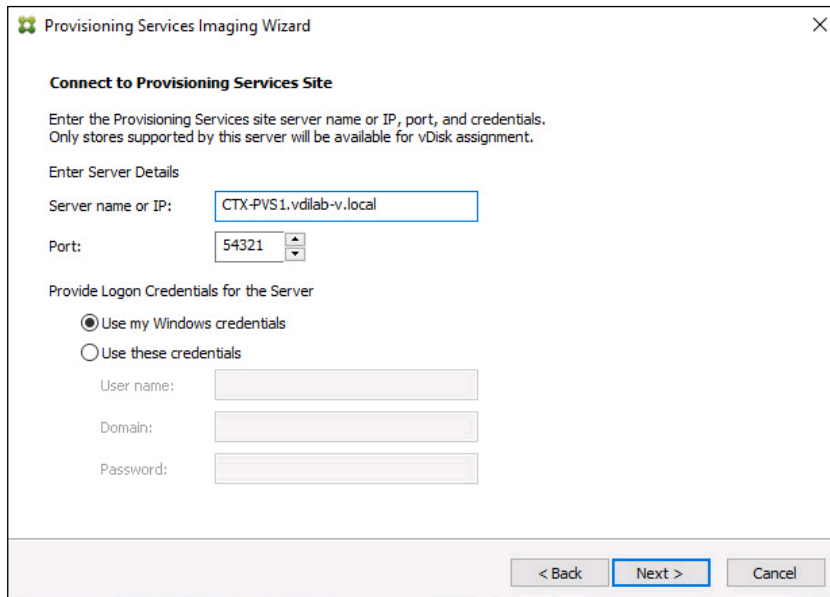 Provisioning Services Imaging Wizard
Connect to Provisioning Services Site
Enter the Provisioning Services site server name or IP, port, and credentials.
Only stores supported by this server will be available for vDisk assignment.
Enter Server Details
Server name or IP: CTX-PVS1.vdilab-v.local
Port: 54321
Provide Logon Credentials for the Server
Use my Windows credentials
Use these credentials
User name:
Domain:
Password:
< Back Next > Cancel